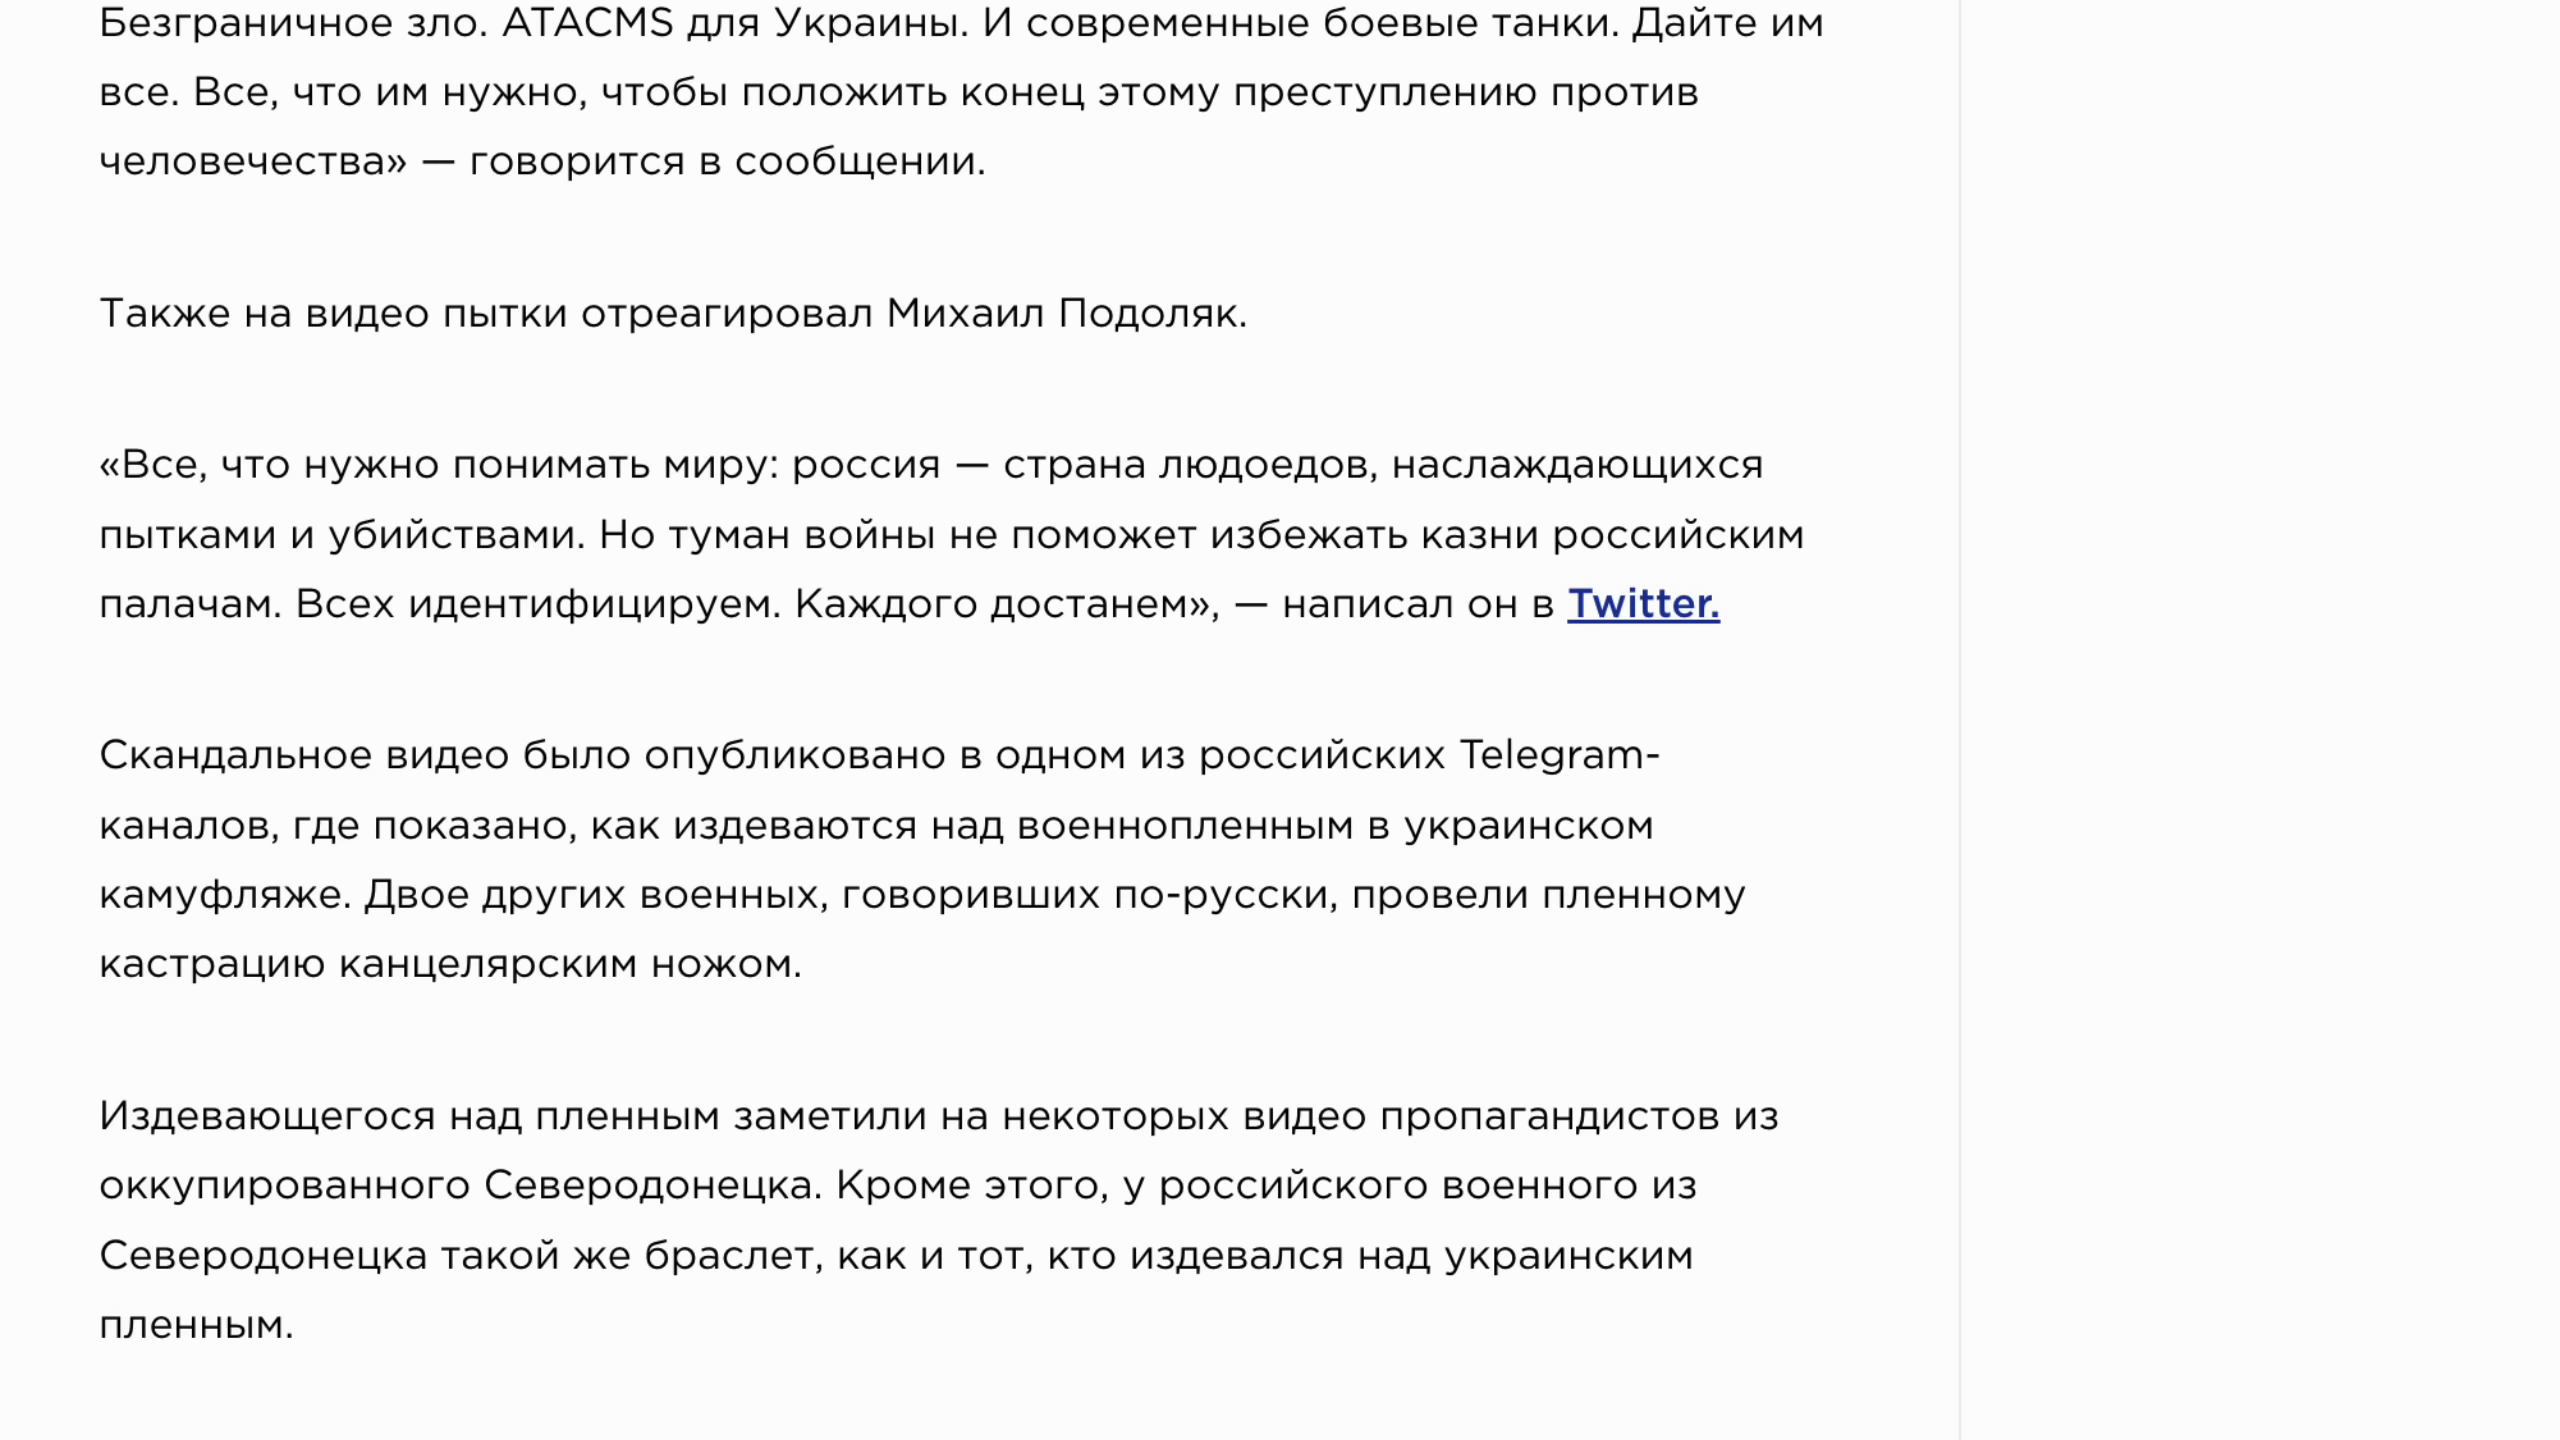 Безграничное зло. ATACMS для Украины. И современные боевые танки. Дайте им
все. Все, что им нужно, чтобы положить конец этому преступлению против
человечества» — говорится в сообщении.
Также на видео пытки отреагировал Михаил Подоляк.
«Все, что нужно понимать миру: россия — страна людоедов, наслаждающихся
пытками и убийствами. Но туман войны не поможет избежать казни российским
палачам. Всех идентифицируем. Каждого достанем», — написал он в Twitter.
Скандальное видео было опубликовано в одном из российских Telegram-
каналов, где показано, как издеваются над военнопленным в украинском
камуфляже. Двое других военных, говоривших по-русски, провели пленному
кастрацию канцелярским ножом.
Издевающегося над пленным заметили на некоторых видео пропагандистов из
оккупированного Северодонецка. Кроме этого, у российского военного из
Северодонецка такой же браслет, как и тот, кто издевался над украинским
пленным.